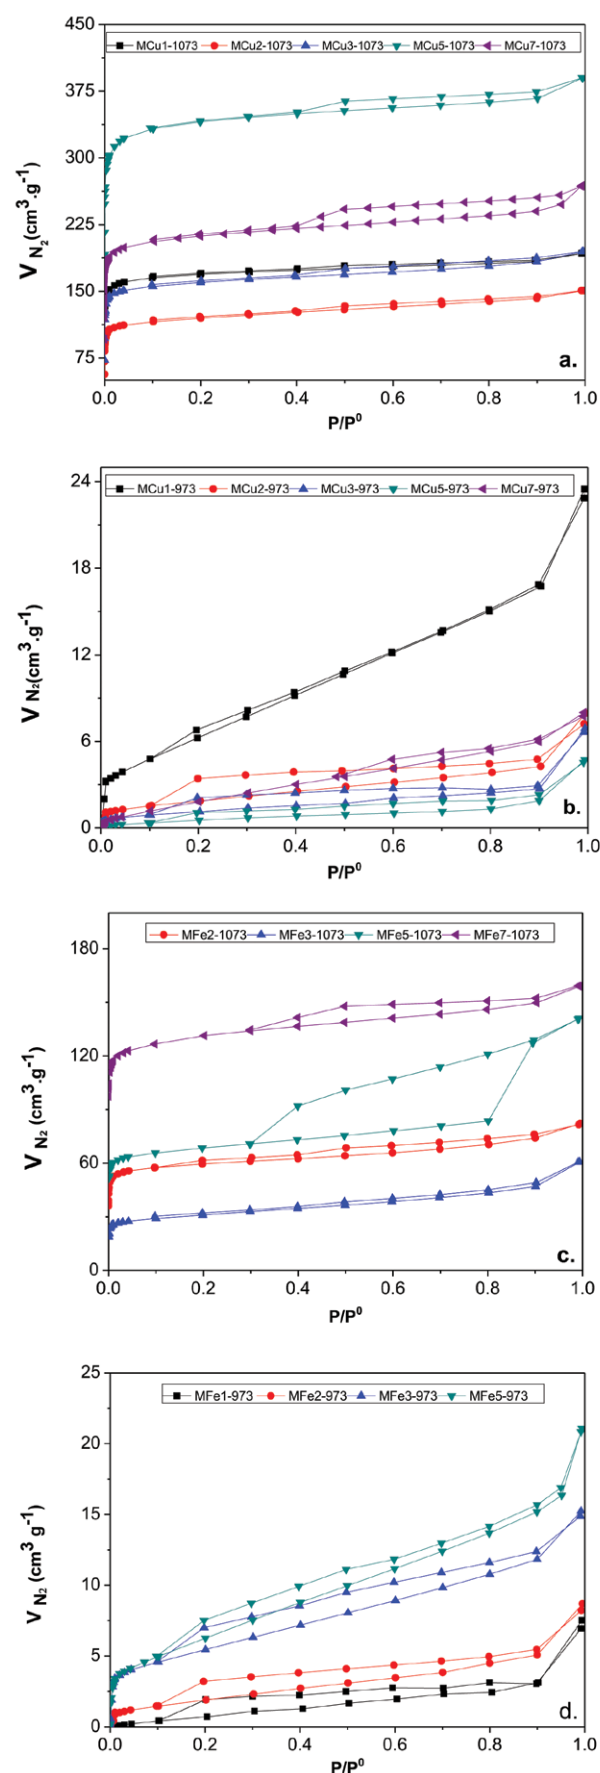 450
MCu1-1073 MCu2-1073 MCu3-1073 MCu5-1073 MCu7-1073
375
300
225
150
75
V N₂ (cm³·g⁻¹)
a.
0.0 0.2 0.4 0.6 0.8 1.0
P/P⁰
24
MCu1-973 MCu2-973 MCu3-973 MCu5-973 MCu7-973
18
12
6
0
V N₂(cm³·g⁻¹)
b.
0.0 0.2 0.4 0.6 0.8 1.0
P/P⁰
180
MFe2-1073 MFe3-1073 MFe5-1073 MFe7-1073
120
60
0
V N₂ (cm³·g⁻¹)
c.
0.0 0.2 0.4 0.6 0.8 1.0
P/P⁰
25
MFe1-973 MFe2-973 MFe3-973 MFe5-973
20
15
10
5
0
V N₂ (cm³ g⁻¹)
d.
0.0 0.2 0.4 0.6 0.8 1.0
P/P⁰